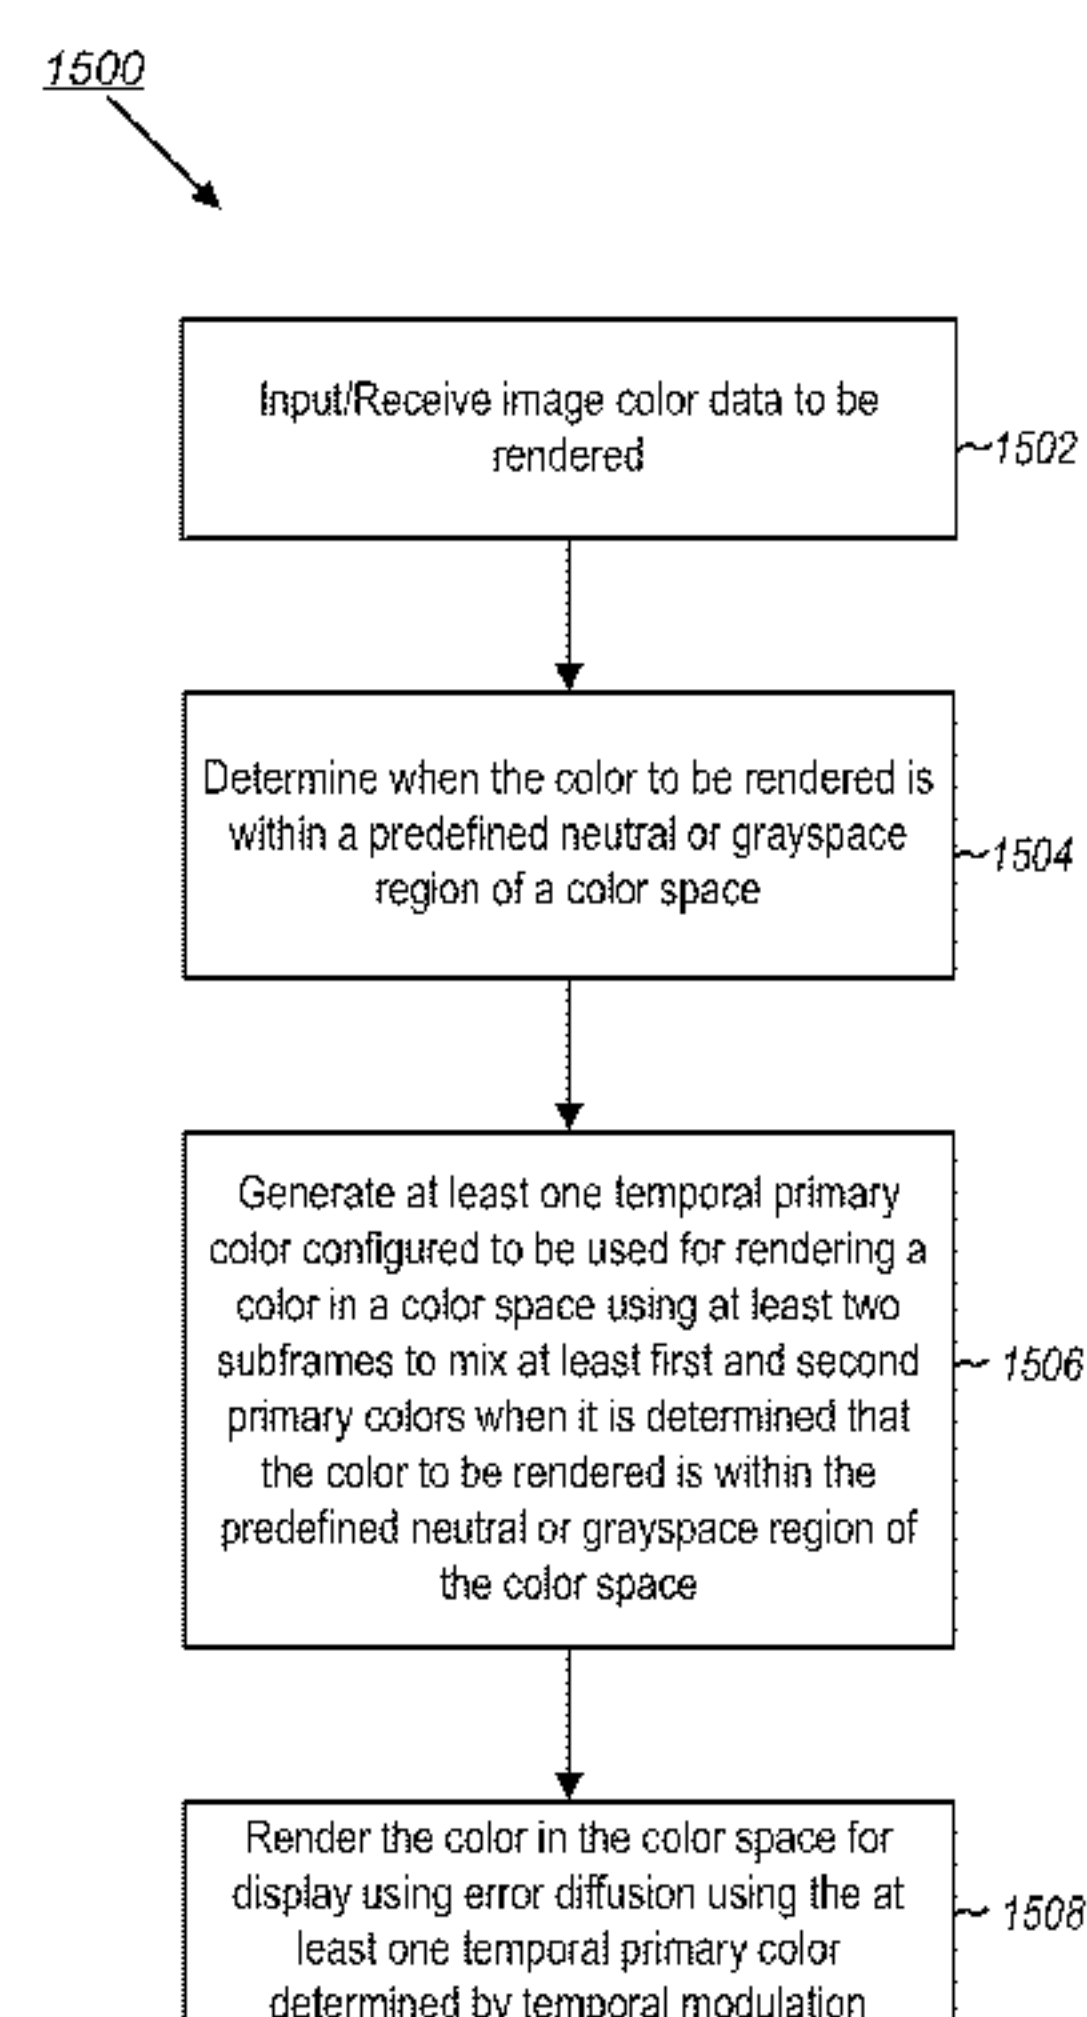 1500
Input/Receive image color data to be
rendered
1502
Determine when the color to be rendered is
within a predefined neutral or grayspace
region of a color space
1504
Generate at least one temporal primary
color configured to be used for rendering a
color in a color space using at least two
subframes to mix at least first and second
primary colors when it is determined that
the color to be rendered is within the
predefined neutral or grayspace region of
the color space
1506
Render the color in the color space for
display using error diffusion using the at
least one temporal primary color
determined by temporal modulation
1508